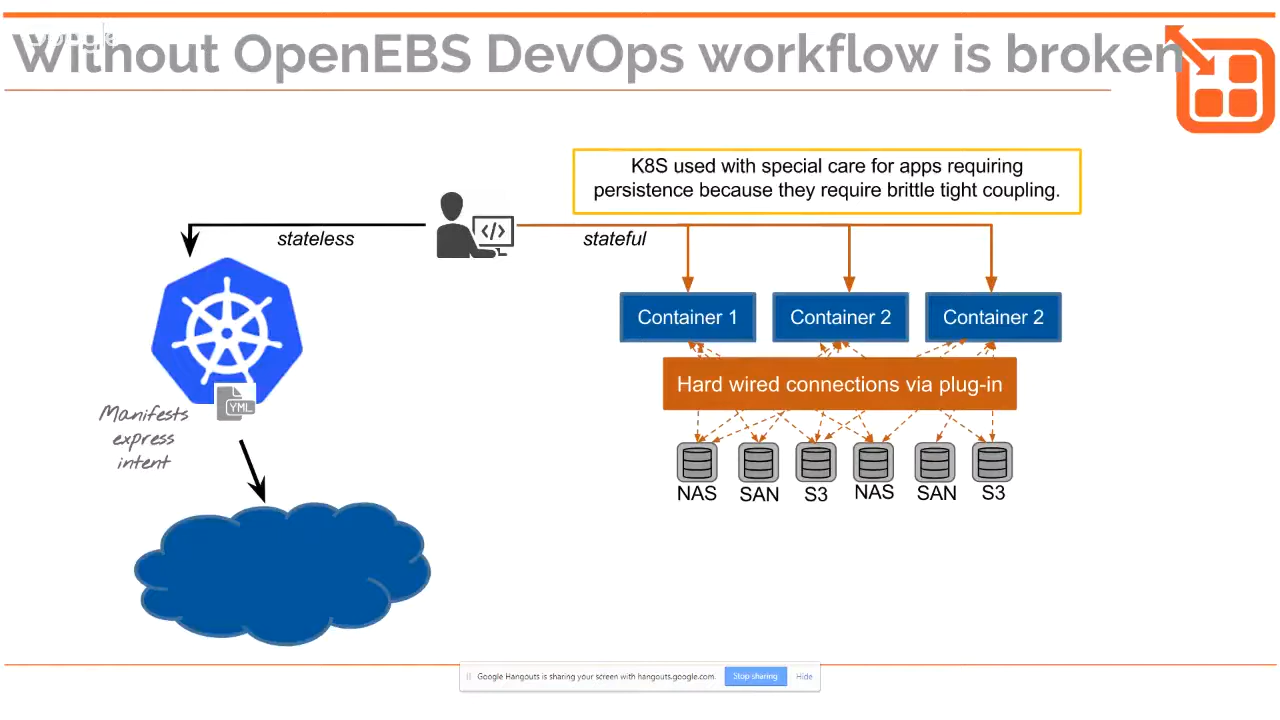 Without OpenEBS DevOps workflow is broken
K8S used with special care for apps requiring
persistence because they require brittle tight coupling.
stateless
stateful
Container 1
Container 2
Container 2
Hard wired connections via plug-in
YML
Manifests
express
intent
NAS
SAN
S3
NAS
SAN
S3
Google Hangouts is sharing your screen with hangouts.google.com.
Stop sharing
Hide